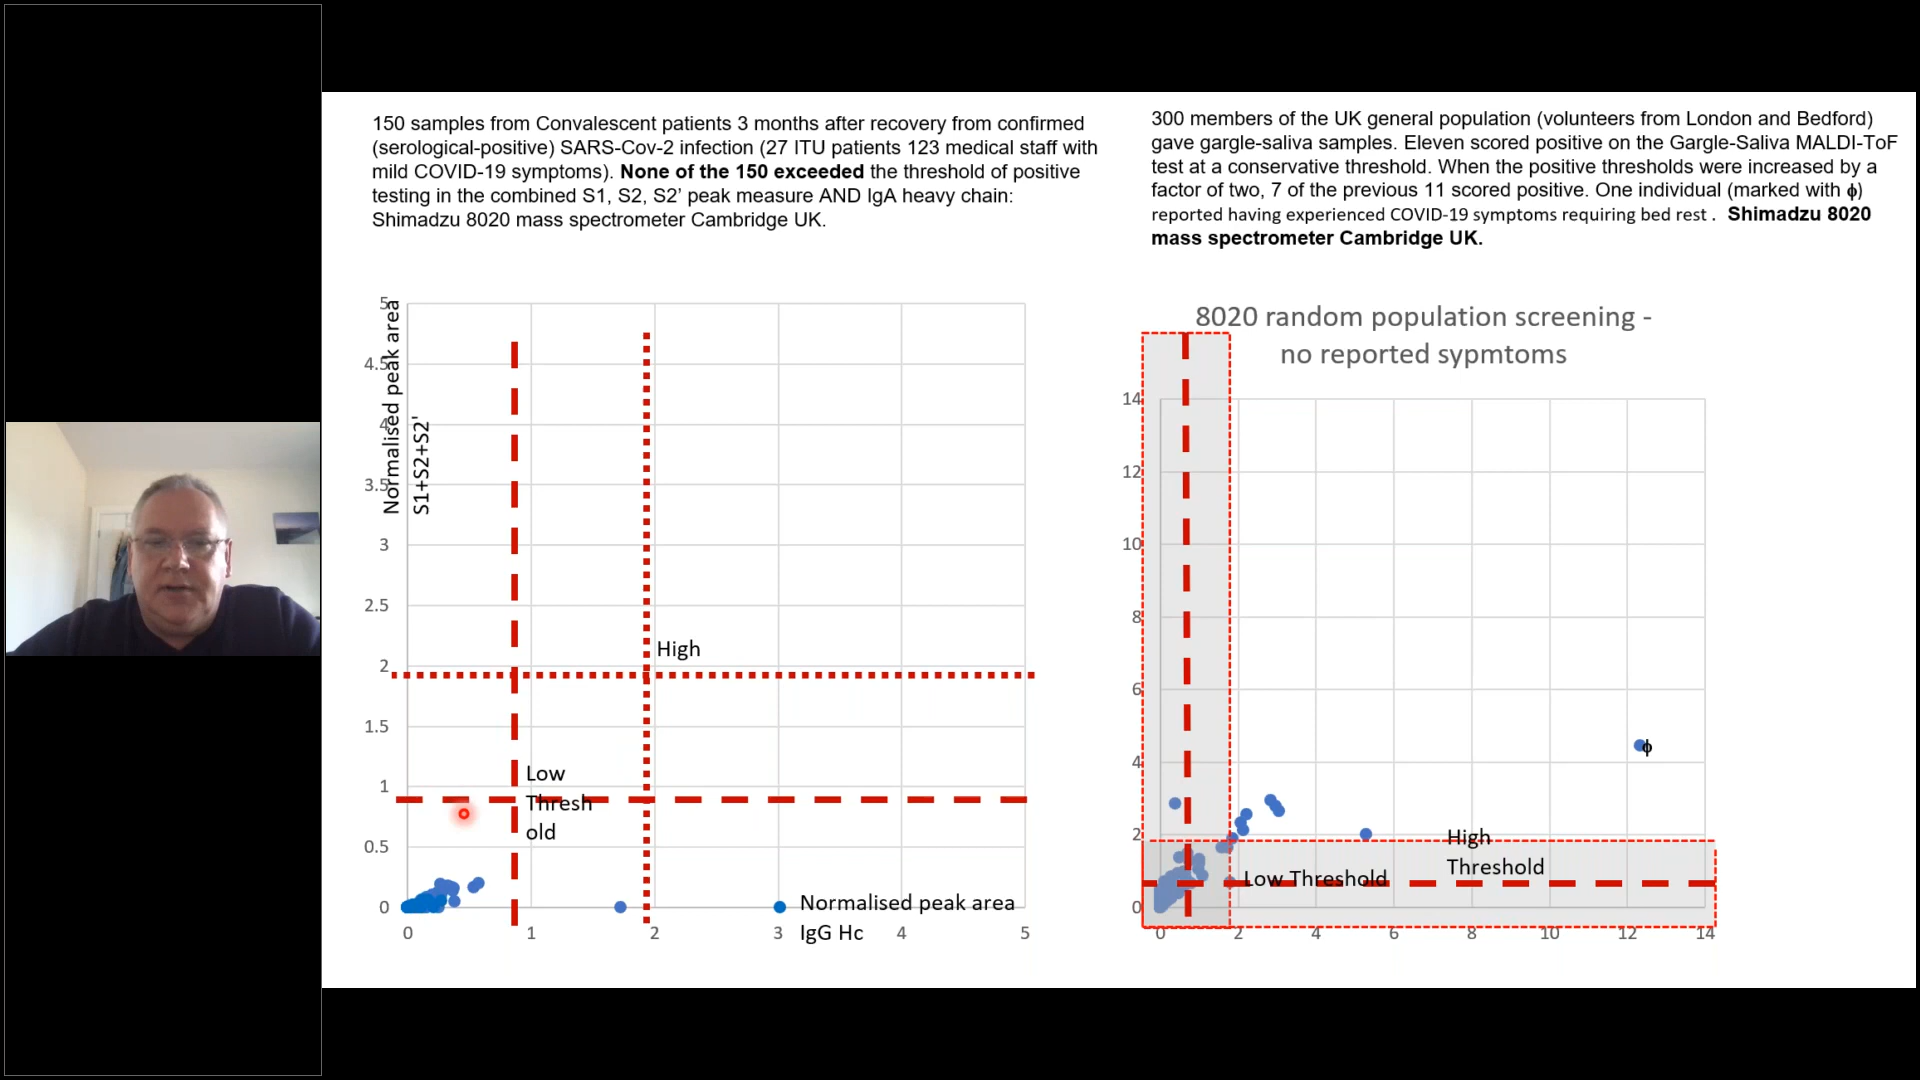 150 samples from Convalescent patients 3 months after recovery from confirmed
(serological-positive) SARS-Cov-2 infection (27 ITU patients 123 medical staff with
mild COVID-19 symptoms). None of the 150 exceeded the threshold of positive
testing in the combined S1, S2, S2’ peak measure AND IgA heavy chain:
Shimadzu 8020 mass spectrometer Cambridge UK.
Normalised peak area
S1+S2+S2'
5
4.5
4
3.5
3
2.5
2
1.5
1
0.5
0
High
Low
Thresh
old
Normalised peak area
IgG Hc
0 1 2 3 4 5
300 members of the UK general population (volunteers from London and Bedford)
gave gargle-saliva samples. Eleven scored positive on the Gargle-Saliva MALDI-ToF
test at a conservative threshold. When the positive thresholds were increased by a
factor of two, 7 of the previous 11 scored positive. One individual (marked with ϕ)
reported having experienced COVID-19 symptoms requiring bed rest . Shimadzu 8020
mass spectrometer Cambridge UK.
8020 random population screening -
no reported sypmtoms
14
12
10
8
6
4
2
0
ϕ
High
Threshold
Low Threshold
0 2 4 6 8 10 12 14